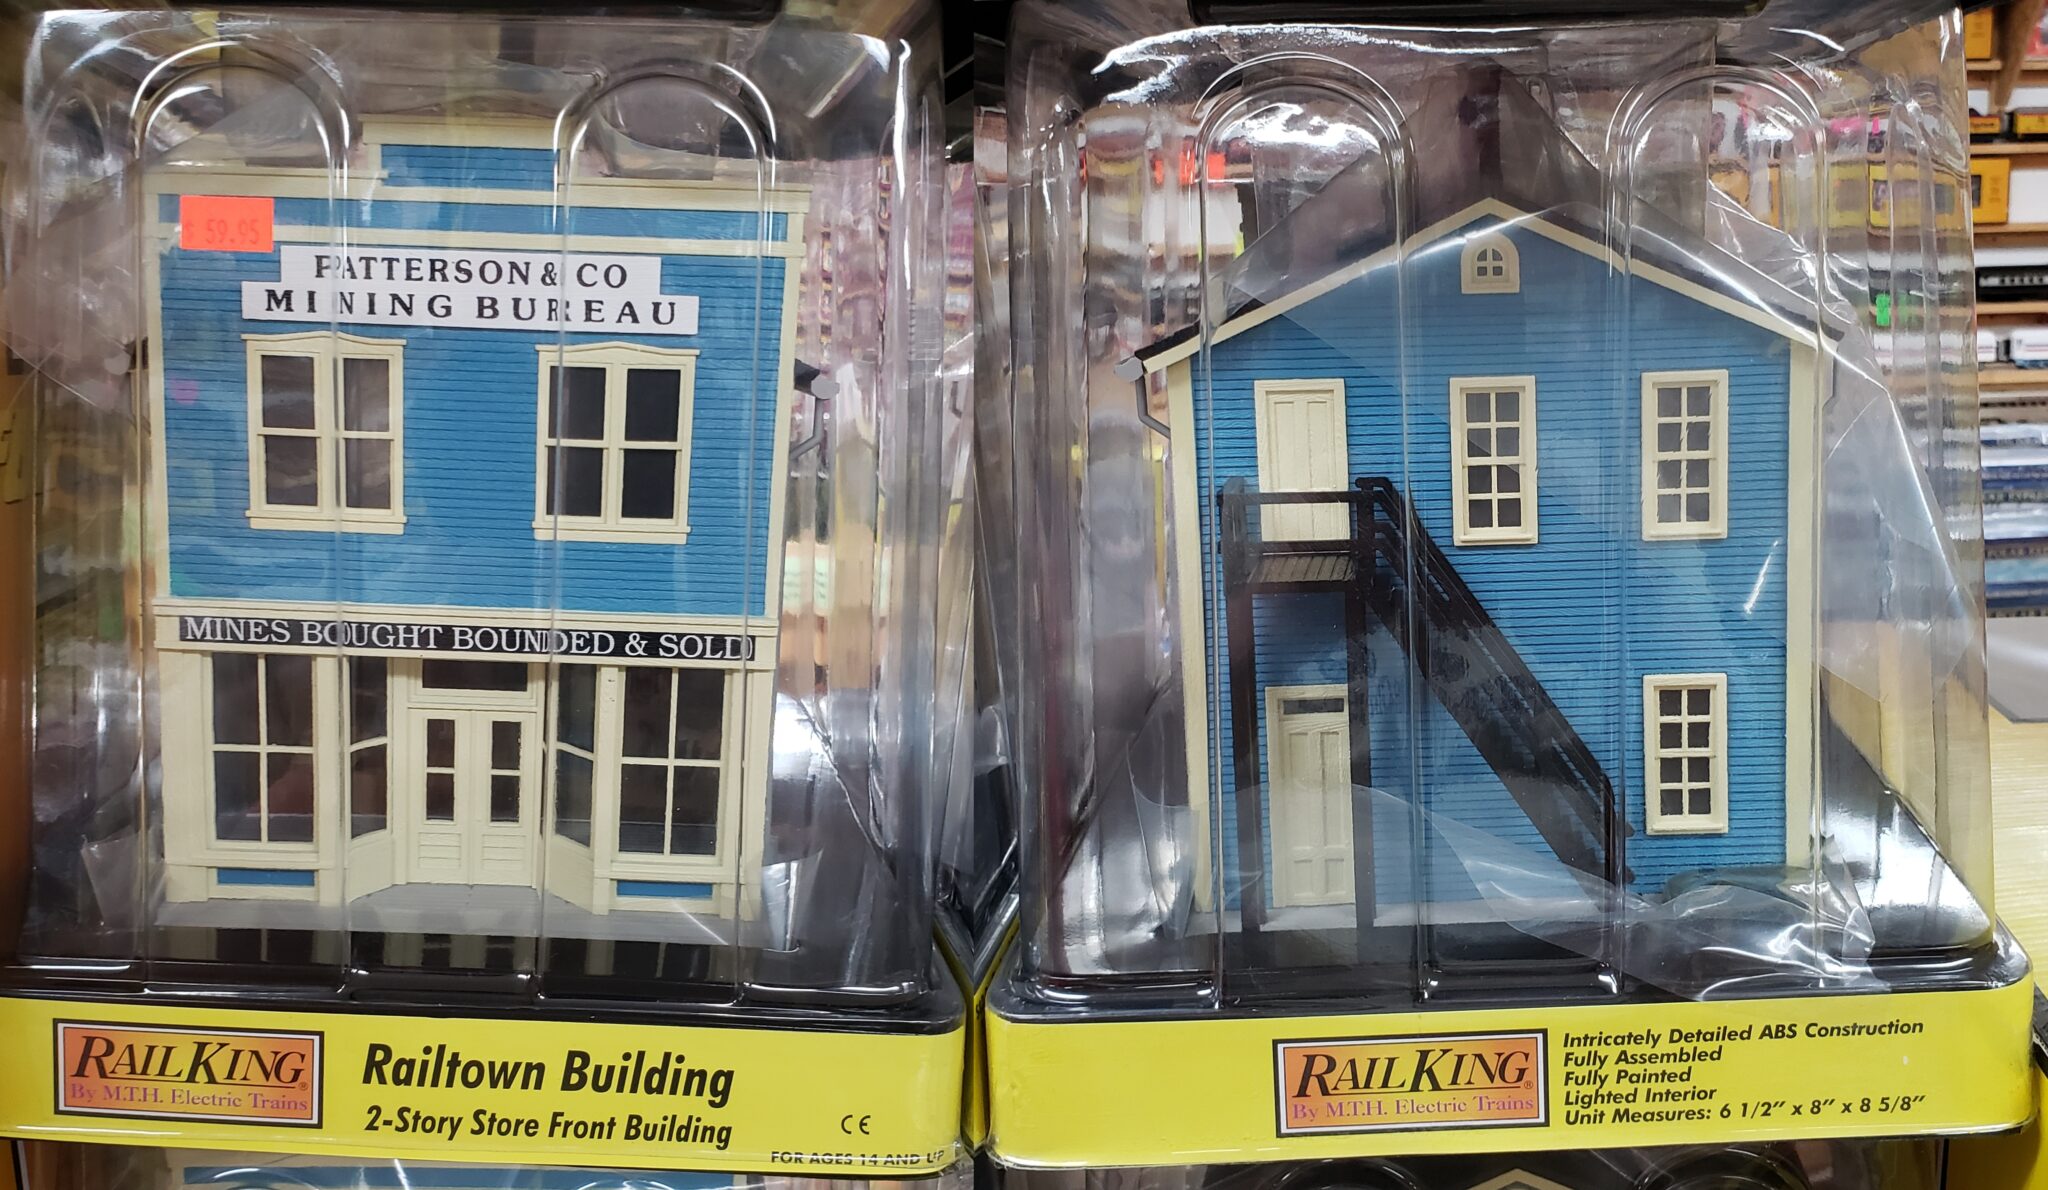 $ 59.95
PATTERSON & CO
MINING BUREAU
MINES BOUGHT BOUNDED & SOLD
RAILKING®
By M.T.H. Electric Trains
Railtown Building
2-Story Store Front Building
CE
FOR AGES 14 AND UP
RAILKING®
By M.T.H. Electric Trains
Intricately Detailed ABS Construction
Fully Assembled
Fully Painted
Lighted Interior
Unit Measures: 6 1/2" x 8" x 8 5/8"